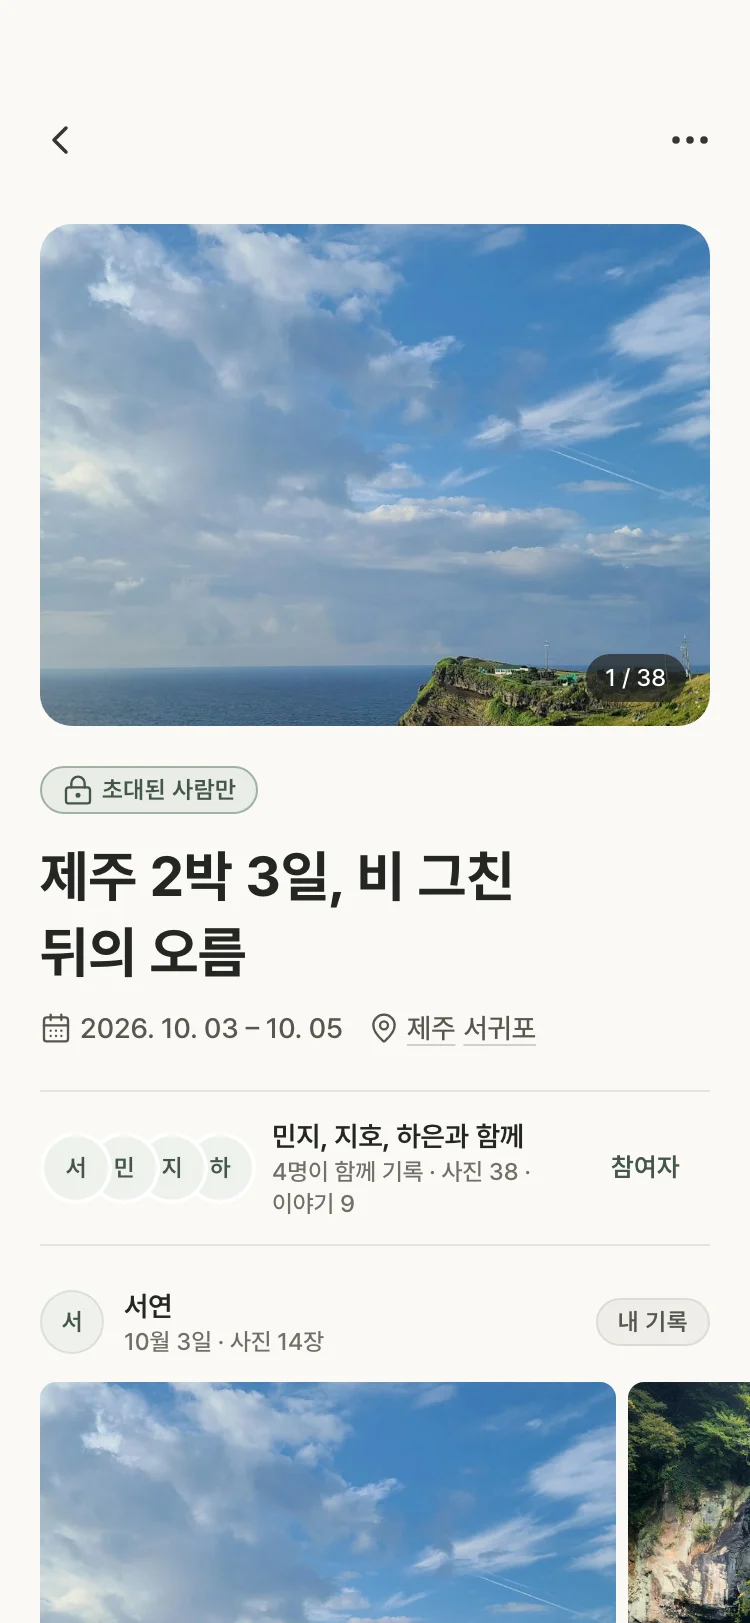 1 / 38
초대된 사람만
제주 2박 3일, 비 그친
뒤의 오름
2026. 10. 03 – 10. 05 제주 서귀포
서 민 지 하
민지, 지호, 하은과 함께
4명이 함께 기록 · 사진 38 ·
이야기 9
참여자
서
서연
10월 3일 · 사진 14장
내 기록